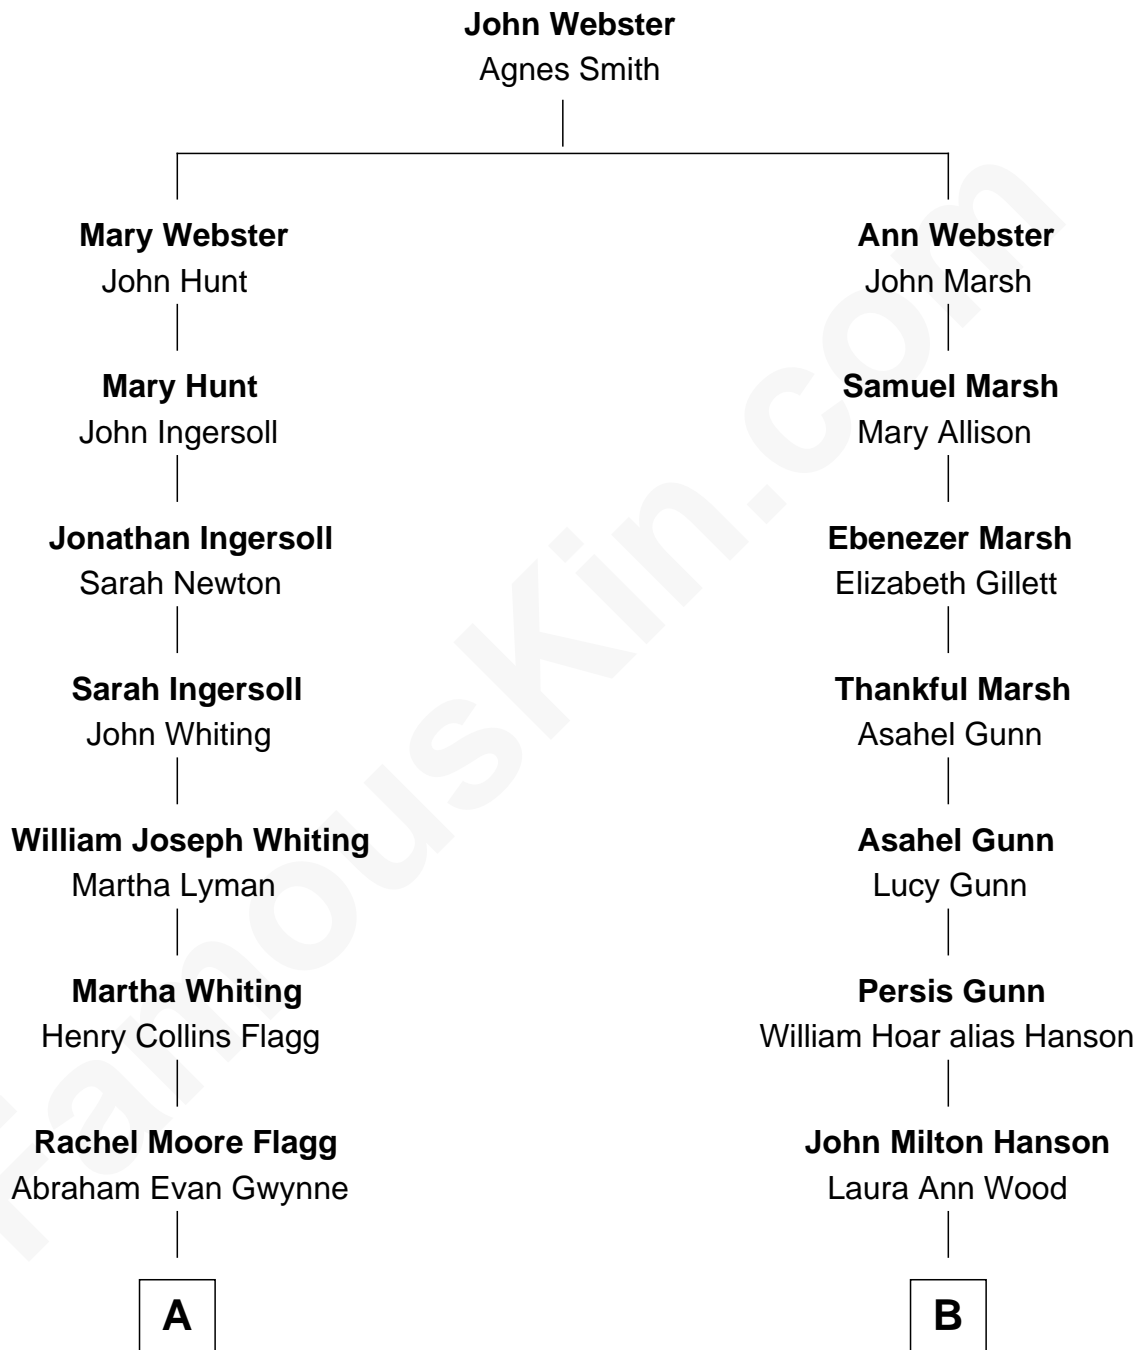 John Webster
Agnes Smith
Mary Webster
John Hunt
Ann Webster
John Marsh
Mary Hunt
John Ingersoll
Samuel Marsh
Mary Allison
Jonathan Ingersoll
Sarah Newton
Ebenezer Marsh
Elizabeth Gillett
Sarah Ingersoll
John Whiting
Thankful Marsh
Asahel Gunn
William Joseph Whiting
Martha Lyman
Asahel Gunn
Lucy Gunn
Martha Whiting
Henry Collins Flagg
Persis Gunn
William Hoar alias Hanson
Rachel Moore Flagg
Abraham Evan Gwynne
John Milton Hanson
Laura Ann Wood
A
B
FamousKin.com